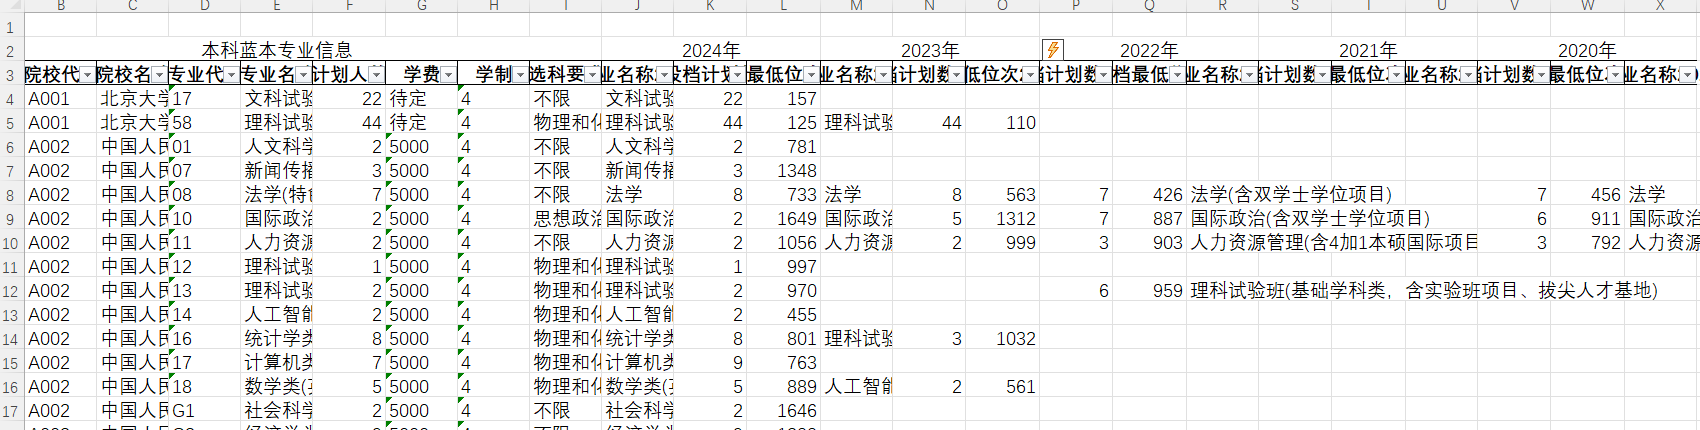 B C D E F G H I J K L M N O P Q R S T U V W X
1
2 本科蓝本专业信息 2024年 2023年 2022年 2021年 2020年
3 院校代 院校名 专业代 专业名 计划人 学费 学制 选科要 业名称 档计划 最低位 业名称 计划数 低位次 计划数 档最低 业名称 计划数 最低位 业名称 计划数 最低位 业名称
4 A001 北京大学 17 文科试验 22 待定 4 不限 文科试验 22 157
5 A001 北京大学 58 理科试验 44 待定 4 物理和化 理科试验 44 125 理科试验 44 110
6 A002 中国人民 01 人文科学 2 5000 4 不限 人文科学 2 781
7 A002 中国人民 07 新闻传播 3 5000 4 不限 新闻传播 3 1348
8 A002 中国人民 08 法学(特 7 5000 4 不限 法学 8 733 法学 8 563 7 426 法学(含双学士学位项目) 7 456 法学
9 A002 中国人民 10 国际政治 2 5000 4 思想政治 国际政治 2 1649 国际政治 5 1312 7 887 国际政治(含双学士学位项目) 6 911 国际政
10 A002 中国人民 11 人力资源 2 5000 4 不限 人力资源 2 1056 人力资源 2 999 3 903 人力资源管理(含4加1本硕国际项目 3 792 人力资源
11 A002 中国人民 12 理科试验 1 5000 4 物理和化 理科试验 1 997
12 A002 中国人民 13 理科试验 2 5000 4 物理和化 理科试验 2 970 6 959 理科试验班(基础学科类，含实验班项目、拔尖人才基地)
13 A002 中国人民 14 人工智能 2 5000 4 物理和化 人工智能 2 455
14 A002 中国人民 16 统计学类 8 5000 4 物理和化 统计学类 8 801 理科试验 3 1032
15 A002 中国人民 17 计算机类 7 5000 4 物理和化 计算机类 9 763
16 A002 中国人民 18 数学类( 5 5000 4 物理和化 数学类( 5 889 人工智能 2 561
17 A002 中国人民 G1 社会科学 2 5000 4 不限 社会科学 2 1646